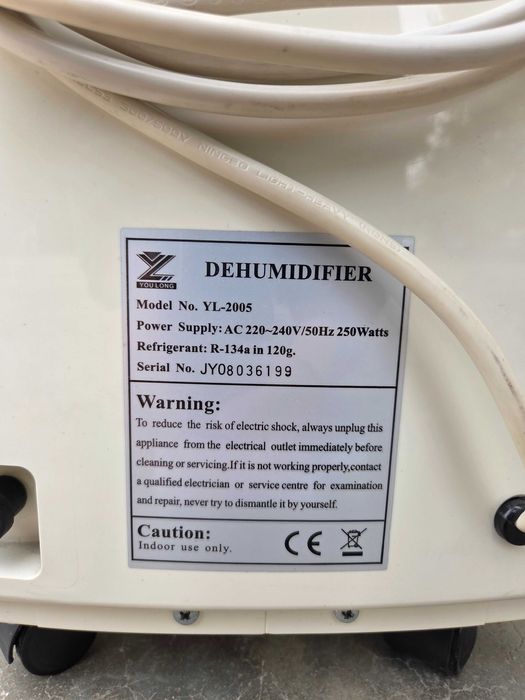 YOULONG
DEHUMIDIFIER
Model No. YL-2005
Power Supply: AC 220~240V/50Hz 250Watts
Refrigerant: R-134a in 120g.
Serial No. JY08036199
Warning:
To reduce the risk of electric shock, always unplug this
appliance from the electrical outlet immediately before
cleaning or servicing.If it is not working properly,contact
a qualified electrician or service centre for examination
and repair, never try to dismantle it by yourself.
Caution:
Indoor use only.
CE